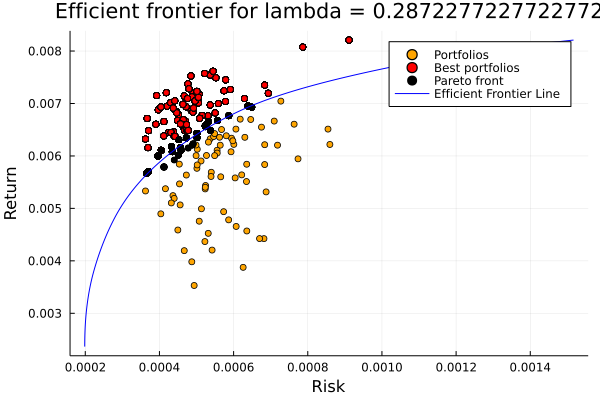 Efficient frontier for lambda = 0.2872277227722772
Portfolios
Best portfolios
Pareto front
Efficient Frontier Line
Return
0.008
0.007
0.006
0.005
0.004
0.003
0.0002 0.0004 0.0006 0.0008 0.0010 0.0012 0.0014
Risk